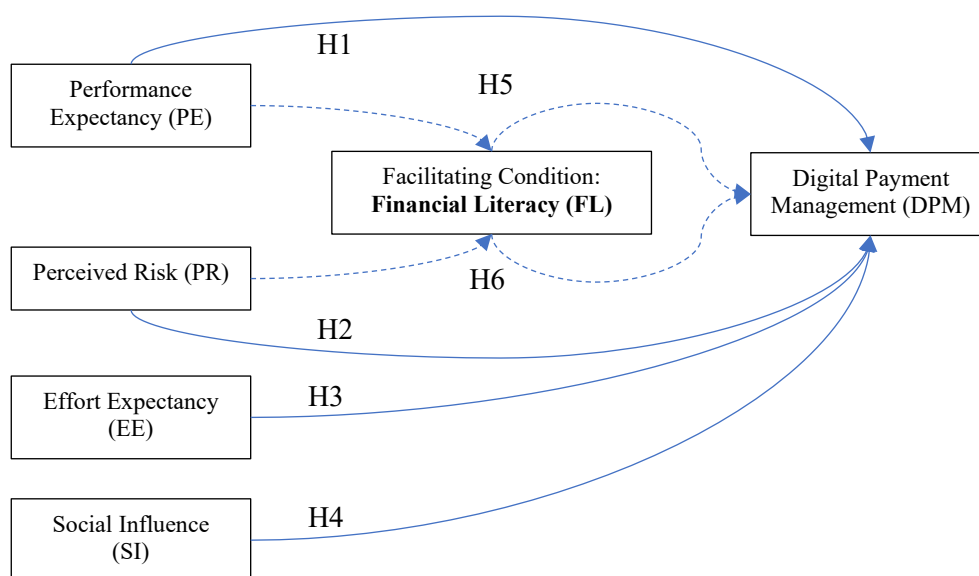 H1
Performance
Expectancy (PE)
H5
Facilitating Condition:
Financial Literacy (FL)
Digital Payment
Management (DPM)
Perceived Risk (PR)
H6
H2
Effort Expectancy
(EE)
H3
Social Influence
(SI)
H4